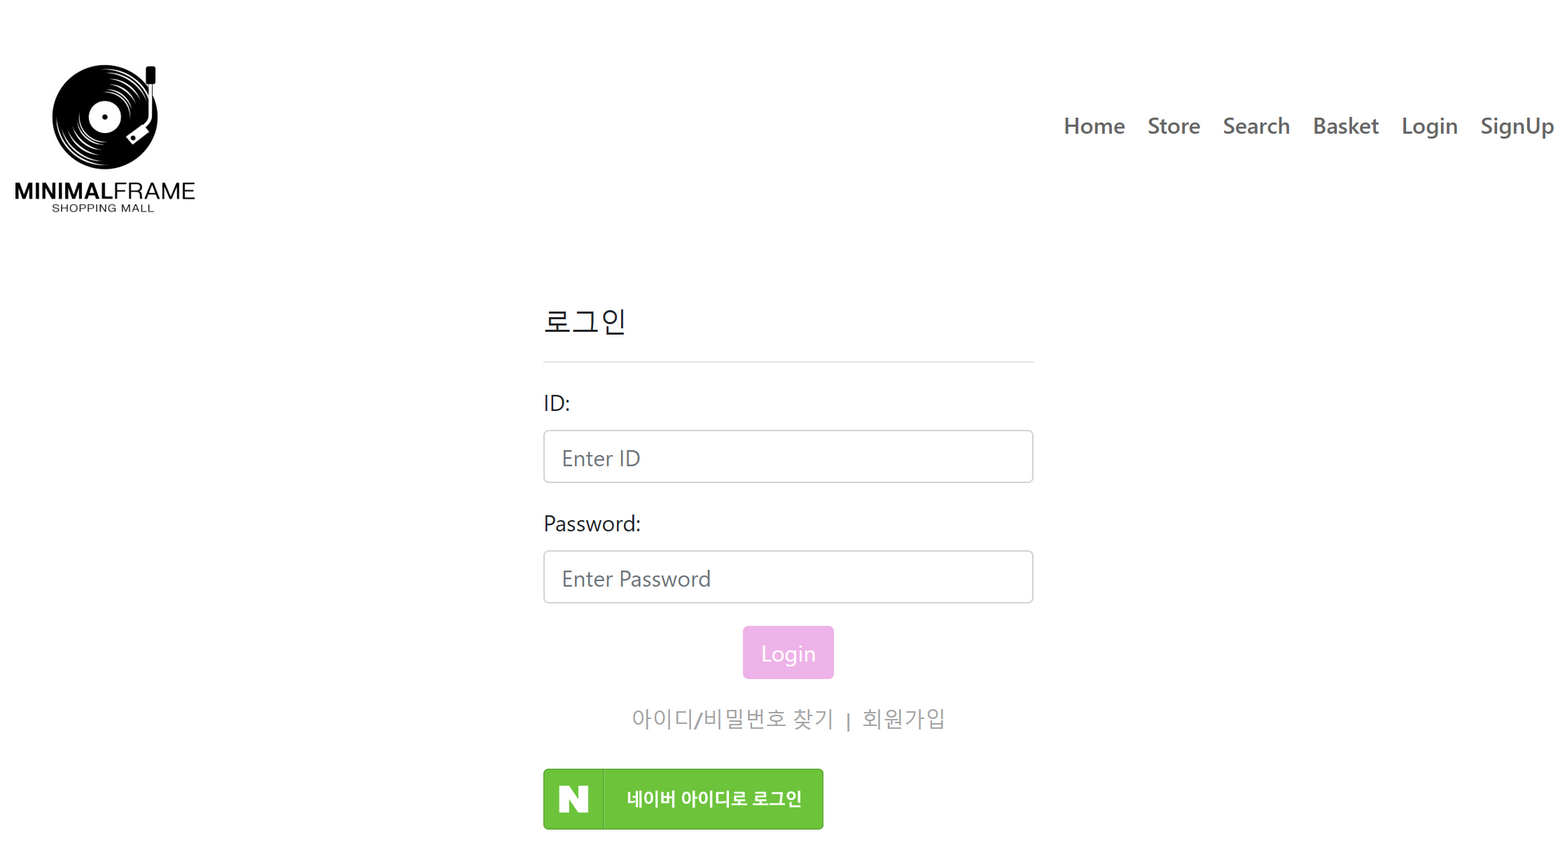 MINIMALFRAME
SHOPPING MALL
Home Store Search Basket Login SignUp
로그인
ID:
Enter ID
Password:
Enter Password
Login
아이디/비밀번호 찾기 | 회원가입
N 네이버 아이디로 로그인